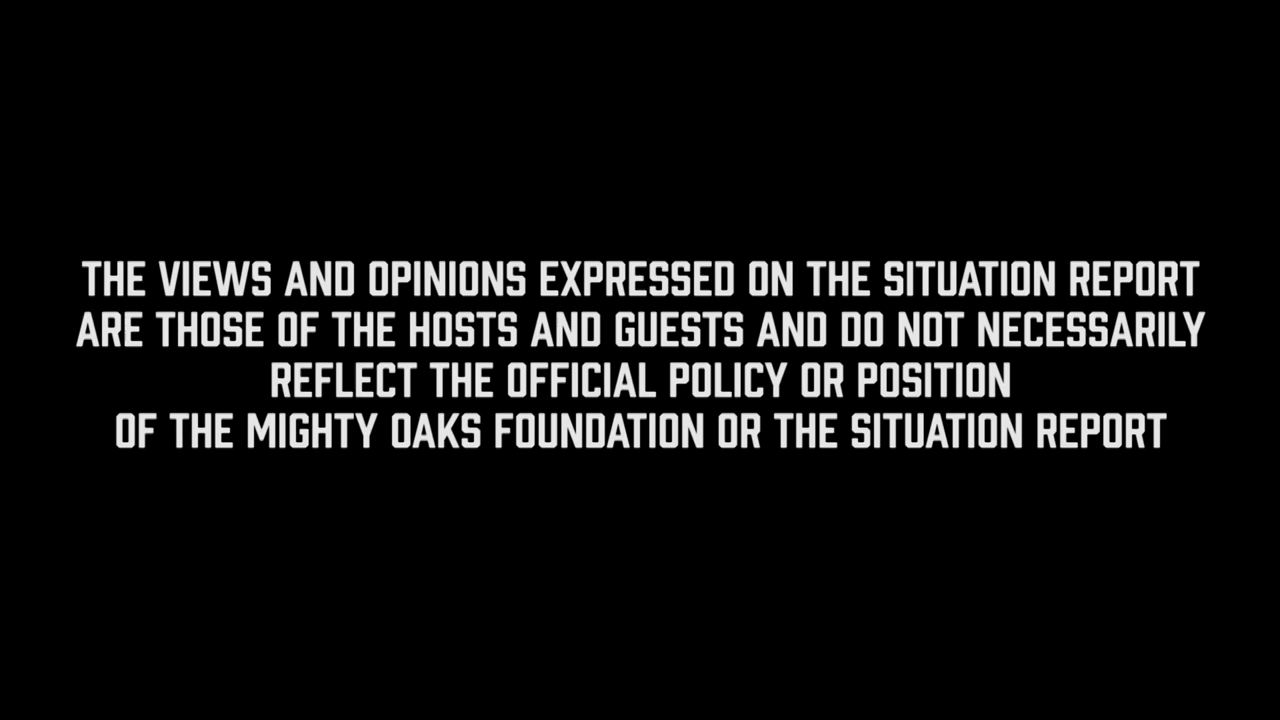 THE VIEWS AND OPINIONS EXPRESSED ON THE SITUATION REPORT
ARE THOSE OF THE HOSTS AND GUESTS AND DO NOT NECESSARILY
REFLECT THE OFFICIAL POLICY OR POSITION
OF THE MIGHTY OAKS FOUNDATION OR THE SITUATION REPORT